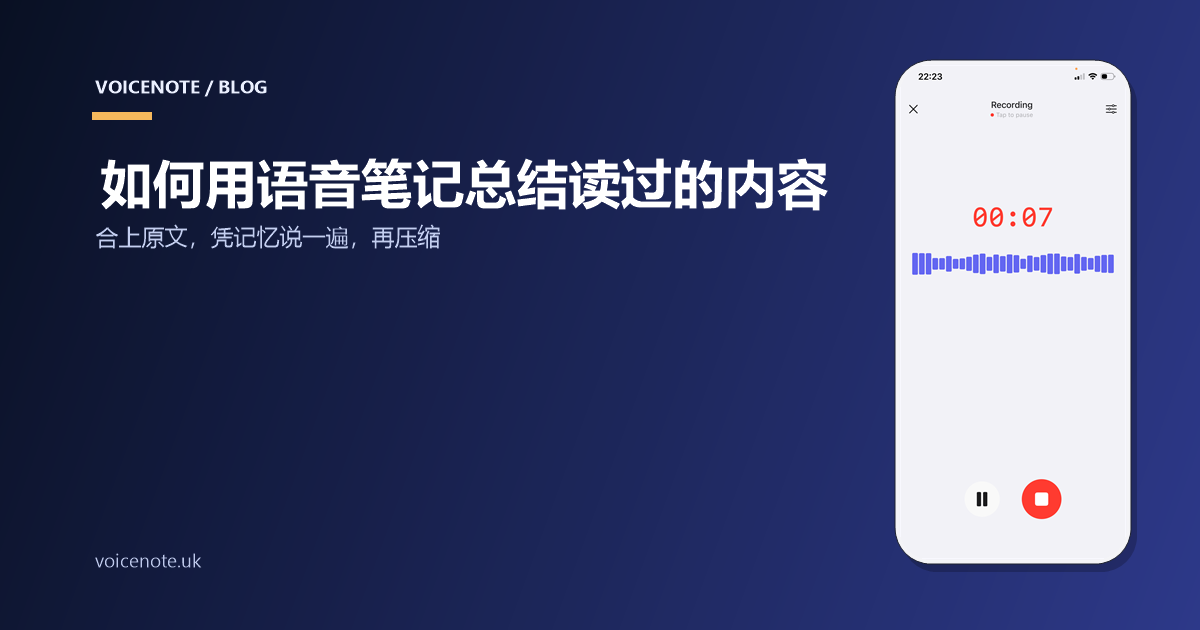 VOICENOTE / BLOG
如何用语音笔记总结读过的内容
合上原文，凭记忆说一遍，再压缩
voicenote.uk
22:23
Recording
Tap to pause
00:07